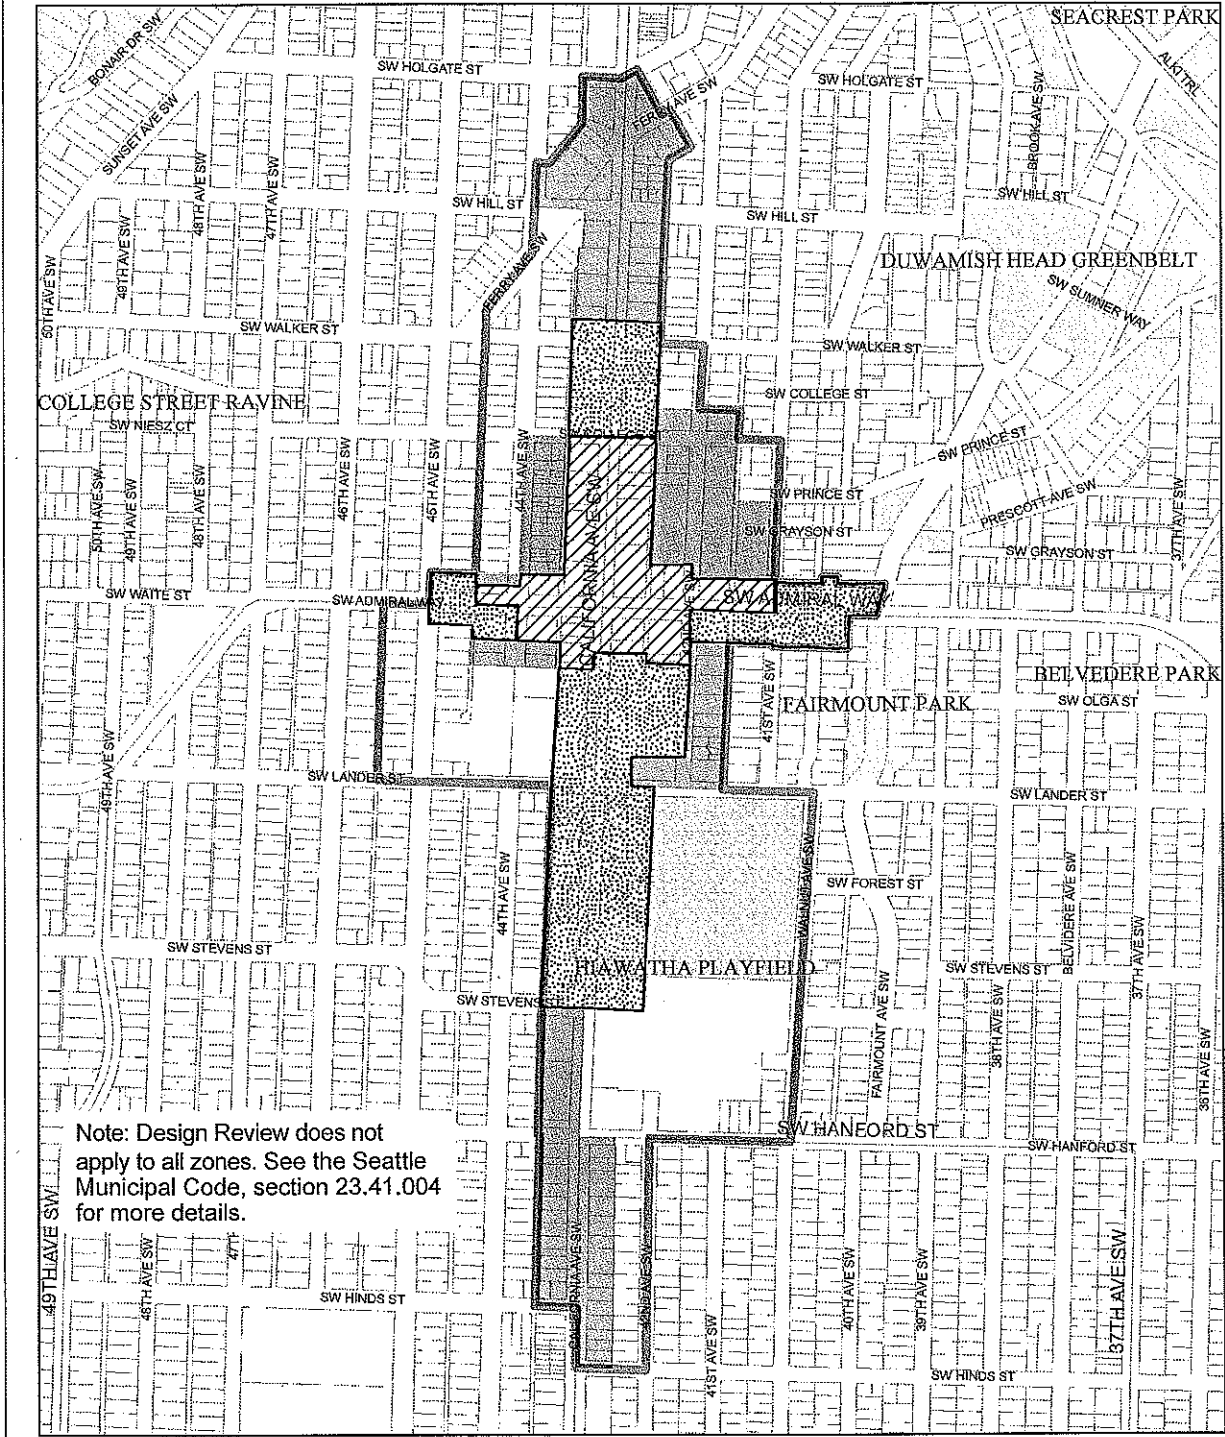 SEACREST PARK
BONAIR DR SW
SW HOLGATE ST
SW HOLGATE ST
ALKI TRL
SUNSET AVE SW
FERRY AVE SW
BROOK AVE SW
48TH AVE SW
47TH AVE SW
SW HILL ST
SW HILL ST
SW HILL ST
49TH AVE SW
50TH AVE SW
FERRY AVE SW
DUWAMISH HEAD GREENBELT
SW SUMNER WAY
SW WALKER ST
SW WALKER ST
COLLEGE STREET RAVINE
SW COLLEGE ST
SW NIESZ CT
SW PRINCE ST
50TH AVE SW
49TH AVE SW
48TH AVE SW
46TH AVE SW
45TH AVE SW
44TH AVE SW
CALIFORNIA AVE SW
SW PRINCE ST
PRESCOTT AVE SW
37TH AVE SW
SW GRAYSON ST
SW GRAYSON ST
SW WAITE ST
SW ADMIRAL WAY
SW ADMIRAL WAY
BELVEDERE PARK
41ST AVE SW
FAIRMOUNT PARK
SW OLGA ST
49TH AVE SW
SW LANDER ST
SW LANDER ST
44TH AVE SW
WALNUT AVE SW
SW FOREST ST
BELVIDERE AVE SW
37TH AVE SW
SW STEVENS ST
HIAWATHA PLAYFIELD
SW STEVENS ST
SW STEVENS ST
FAIRMOUNT AVE SW
38TH AVE SW
36TH AVE SW
Note: Design Review does not
apply to all zones. See the Seattle
Municipal Code, section 23.41.004
for more details.
SW HANFORD ST
SW HANFORD ST
49TH AVE SW
48TH AVE SW
47TH
SW HINDS ST
CALIFORNIA AVE SW
42ND AVE SW
41ST AVE SW
40TH AVE SW
39TH AVE SW
37TH AVE SW
SW HINDS ST